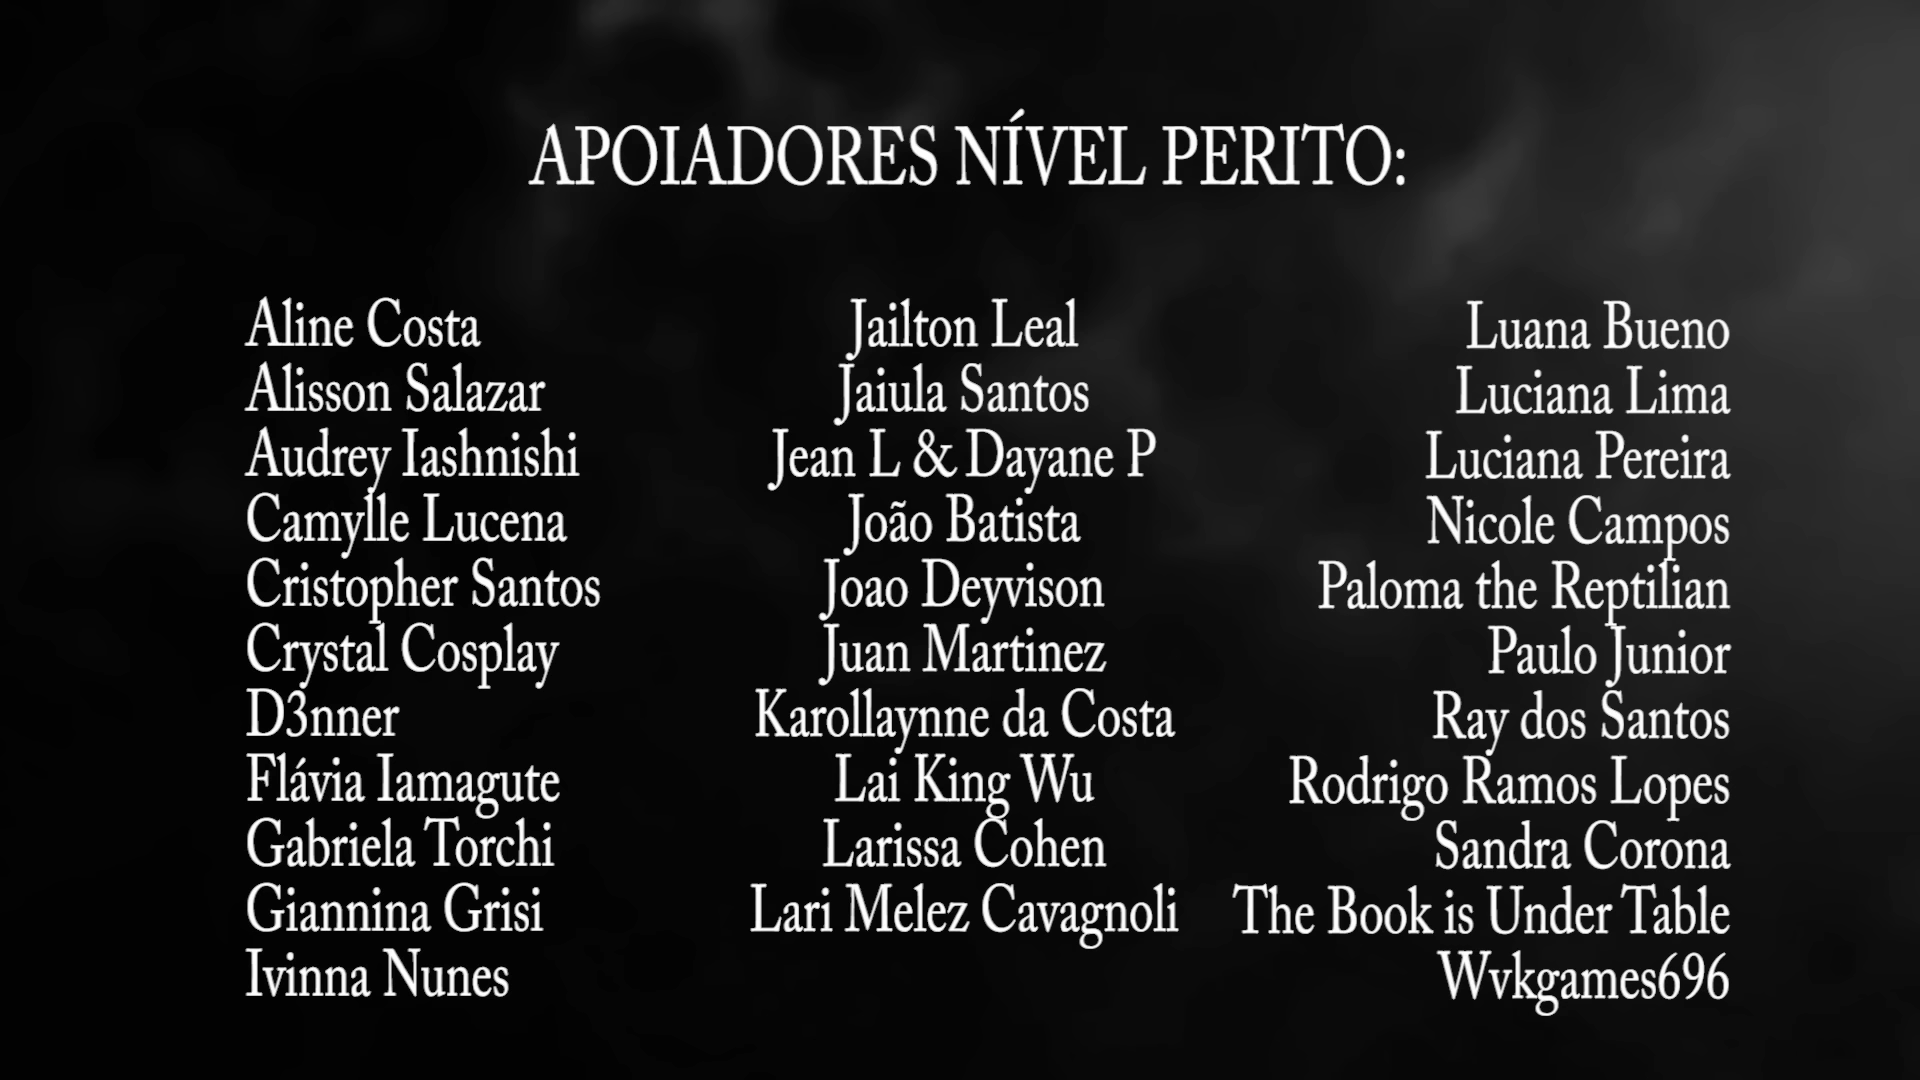 APOIADORES NÍVEL PERITO:
Aline Costa
Alisson Salazar
Audrey Iashnishi
Camylle Lucena
Cristopher Santos
Crystal Cosplay
D3nner
Flávia Iamagute
Gabriela Torchi
Giannina Grisi
Ivinna Nunes
Jailton Leal
Jaiula Santos
Jean L & Dayane P
João Batista
Joao Deyvison
Juan Martinez
Karollaynne da Costa
Lai King Wu
Larissa Cohen
Lari Melez Cavagnoli
Luana Bueno
Luciana Lima
Luciana Pereira
Nicole Campos
Paloma the Reptilian
Paulo Junior
Ray dos Santos
Rodrigo Ramos Lopes
Sandra Corona
The Book is Under Table
Wvkgames696